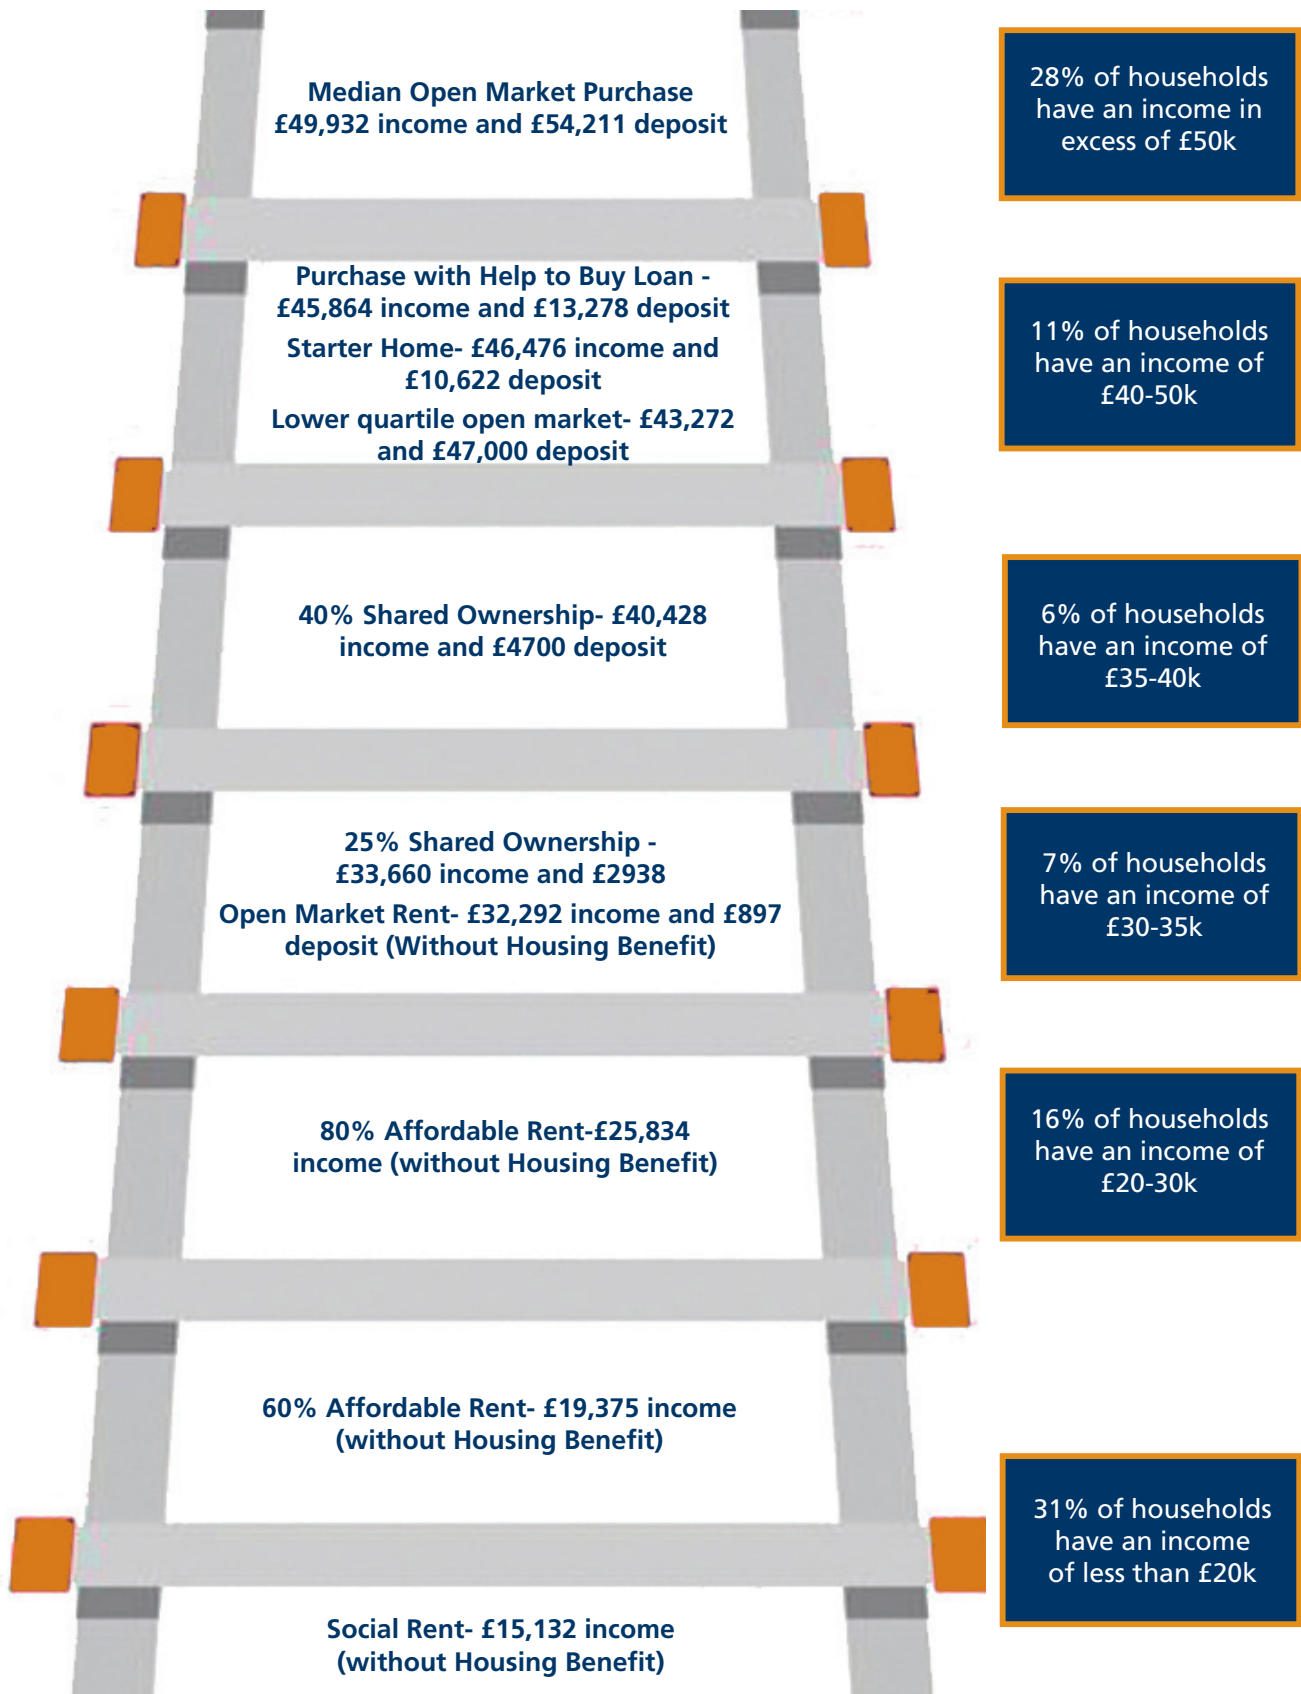 Median Open Market Purchase
£49,932 income and £54,211 deposit
28% of households
have an income in
excess of £50k
Purchase with Help to Buy Loan -
£45,864 income and £13,278 deposit
Starter Home- £46,476 income and
£10,622 deposit
Lower quartile open market- £43,272
and £47,000 deposit
11% of households
have an income of
£40-50k
40% Shared Ownership- £40,428
income and £4700 deposit
6% of households
have an income of
£35-40k
25% Shared Ownership -
£33,660 income and £2938
Open Market Rent- £32,292 income and £897
deposit (Without Housing Benefit)
7% of households
have an income of
£30-35k
80% Affordable Rent-£25,834
income (without Housing Benefit)
16% of households
have an income of
£20-30k
60% Affordable Rent- £19,375 income
(without Housing Benefit)
31% of households
have an income
of less than £20k
Social Rent- £15,132 income
(without Housing Benefit)